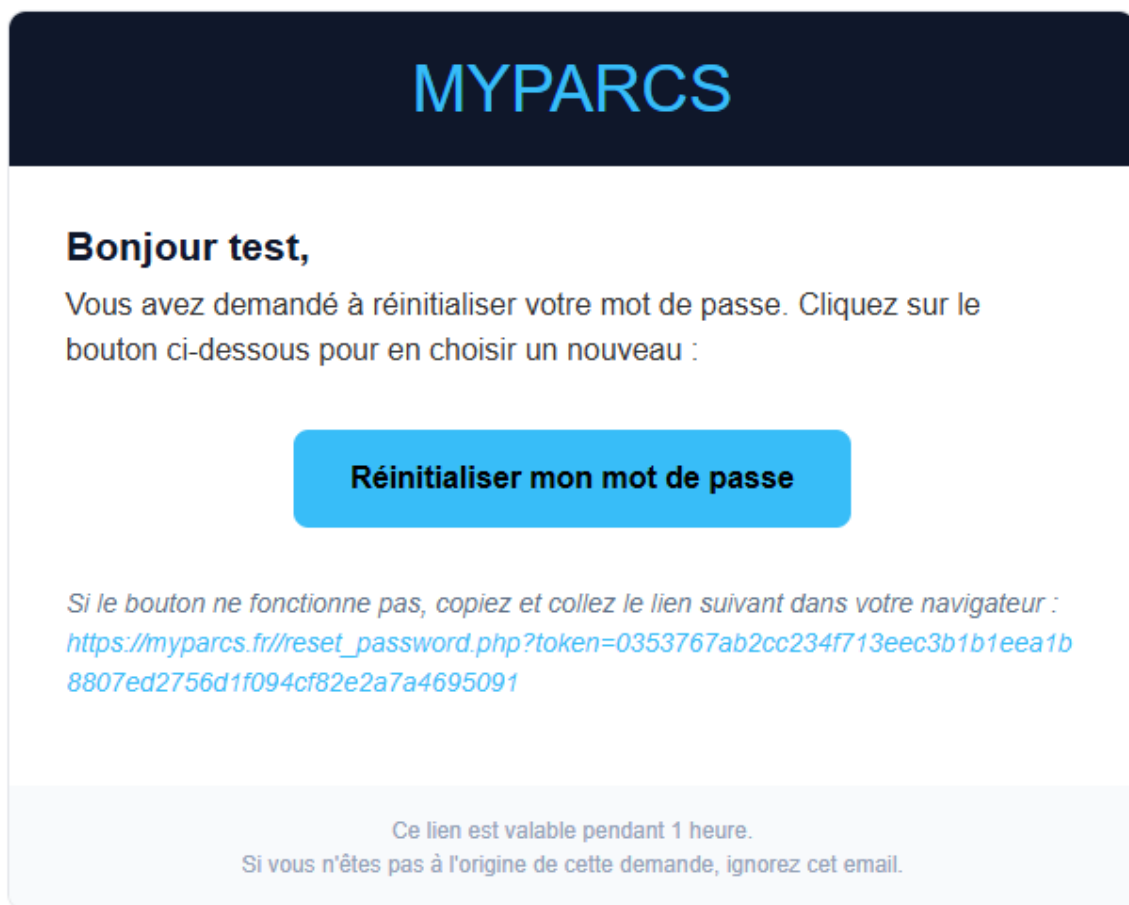 MYPARCS
Bonjour test,
Vous avez demandé à réinitialiser votre mot de passe. Cliquez sur le
bouton ci-dessous pour en choisir un nouveau :
Réinitialiser mon mot de passe
Si le bouton ne fonctionne pas, copiez et collez le lien suivant dans votre navigateur :
https://myparcs.fr//reset_password.php?token=0353767ab2cc234f713eec3b1b1eea1b
8807ed2756d1f094cf82e2a7a4695091
Ce lien est valable pendant 1 heure.
Si vous n'êtes pas à l'origine de cette demande, ignorez cet email.